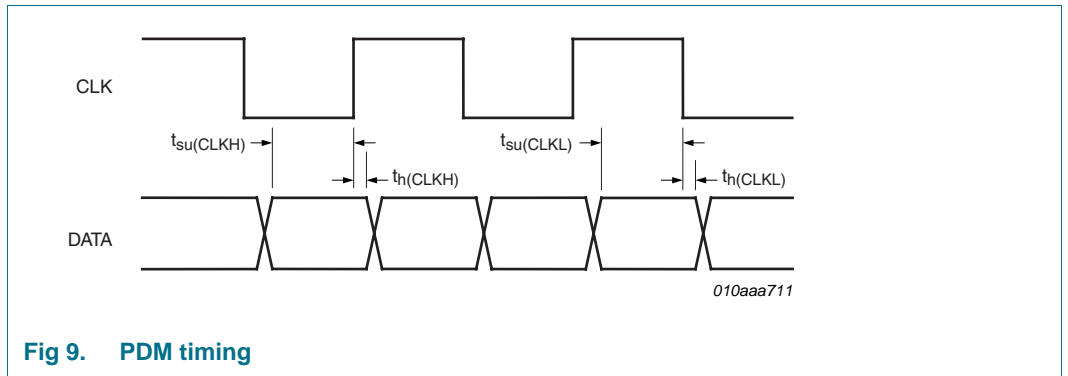 CLK
tsu(CLKH)
tsu(CLKL)
th(CLKH)
th(CLKL)
DATA
010aaa711
Fig 9. PDM timing